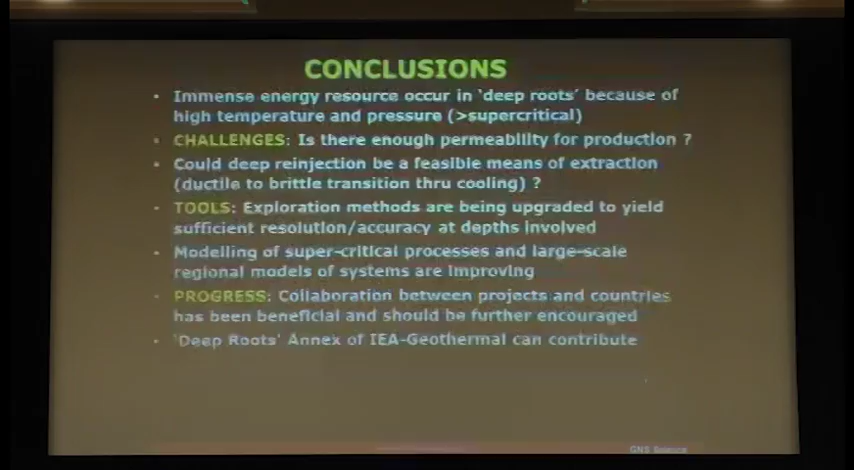 CONCLUSIONS
• Immense energy resource occur in 'deep roots' because of
high temperature and pressure (>supercritical)
• CHALLENGES: Is there enough permeability for production ?
• Could deep reinjection be a feasible means of extraction
(ductile to brittle transition thru cooling) ?
• TOOLS: Exploration methods are being upgraded to yield
sufficient resolution/accuracy at depths involved
• Modelling of super-critical processes and large-scale
regional models of systems are improving
• PROGRESS: Collaboration between projects and countries
has been beneficial and should be further encouraged
• 'Deep Roots' Annex of IEA-Geothermal can contribute
GNS Science